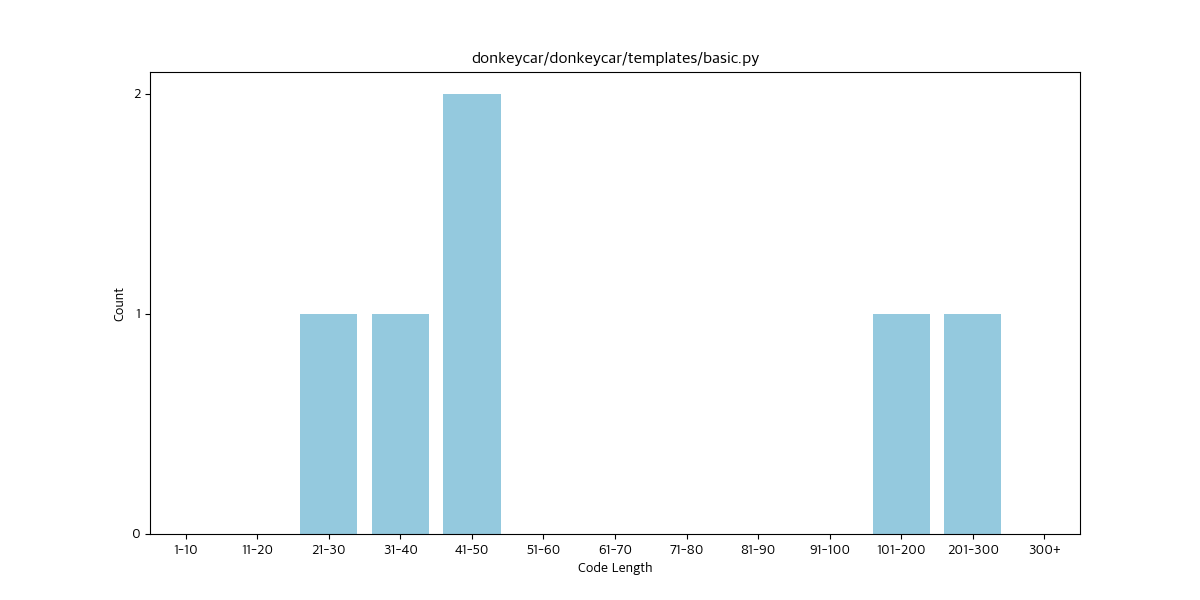 donkeycar/donkeycar/templates/basic.py
Count
2
1
0
1-10 11-20 21-30 31-40 41-50 51-60 61-70 71-80 81-90 91-100 101-200 201-300 300+
Code Length